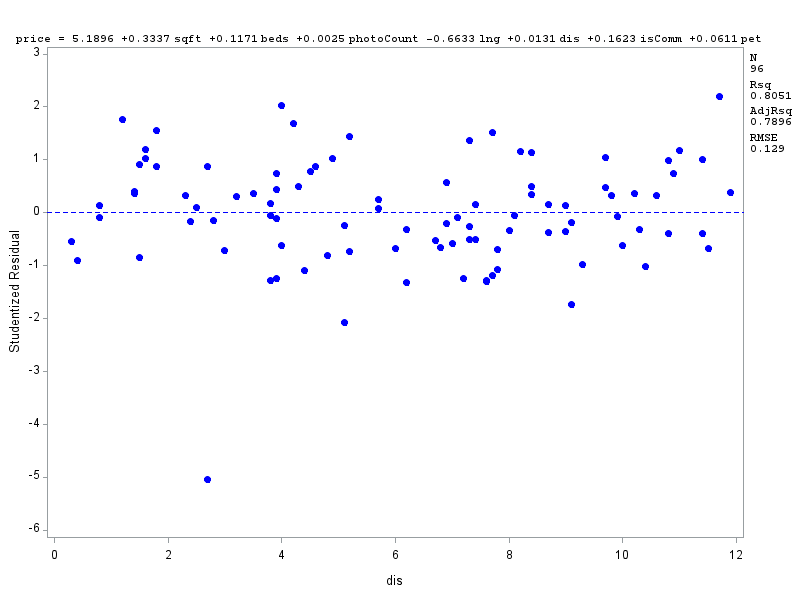 price = 5.1896 +0.3337 sqft +0.1171 beds +0.0025 photoCount -0.6633 lng +0.0131 dis +0.1623 isComm +0.0611 pet
N
96
Rsq
0.8051
AdjRsq
0.7896
RMSE
0.129
3
2
1
0
-1
-2
-3
-4
-5
-6
Studentized Residual
0 2 4 6 8 10 12
dis